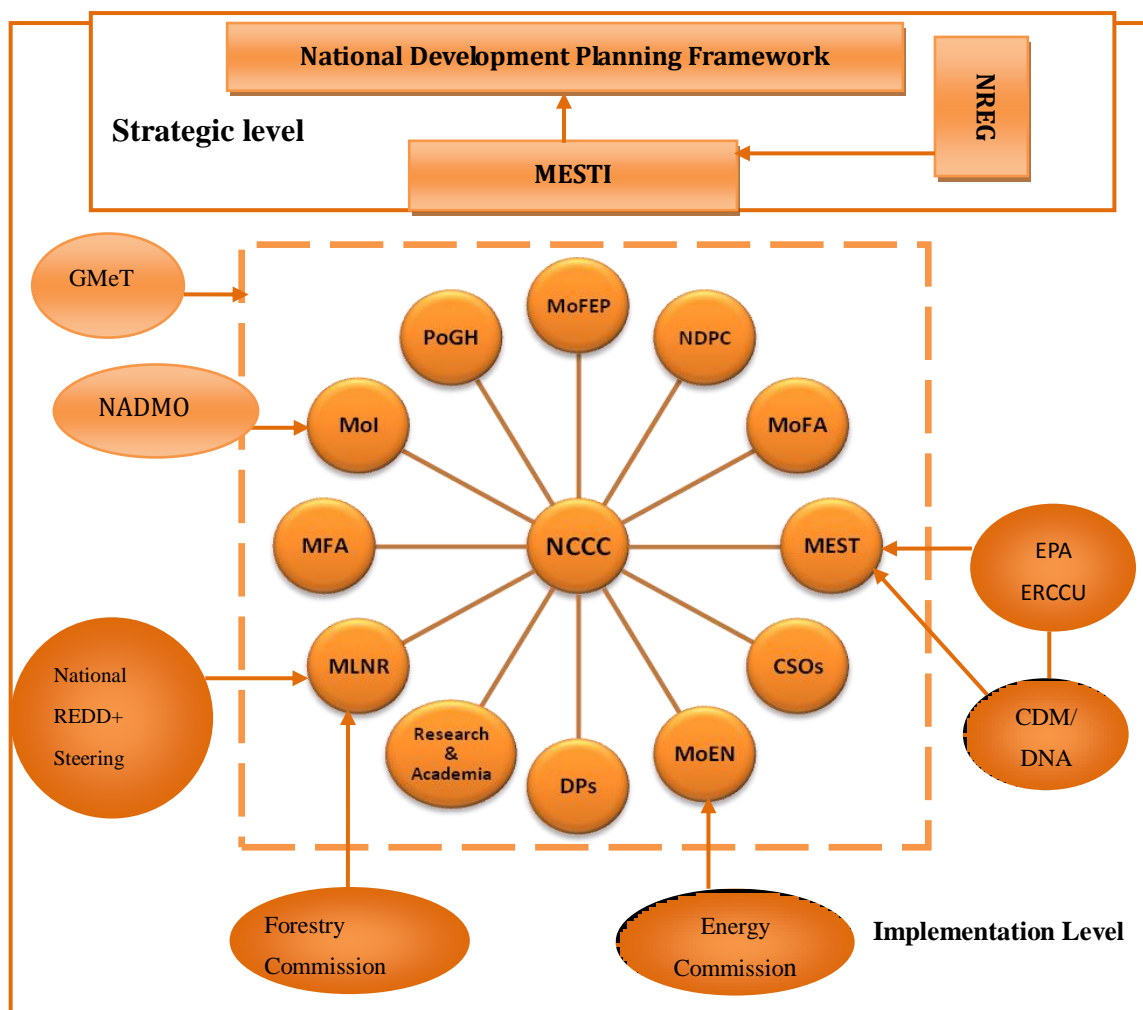 National Development Planning Framework
NREG
Strategic level
MESTI
GMeT
MoFEP
PoGH
NDPC
NADMO
MoI
MoFA
MFA
NCCC
MEST
EPA
ERCCU
National
REDD+
Steering
MLNR
CSOs
CDM/
DNA
Research
&
Academia
MoEN
DPs
Forestry
Commission
Energy
Commission
Implementation Level